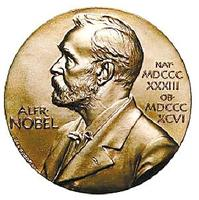 ALFR·
NOBEL
NAT·
MDCCC
XXXIII
OB·
MDCCC
XCVI